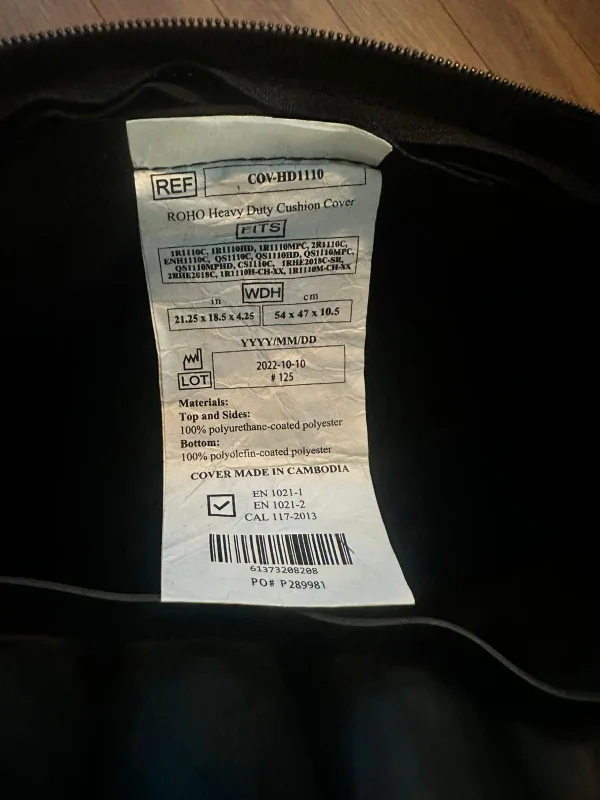 REF COV-HD1110
ROHO Heavy Duty Cushion Cover
FITS
1R1110C, 1R1110HD, 1R1110MPC, 2R1110C,
ENH1110C, QS1110C, QS1110HD, QS1110MPC,
QS1110MPHD, CS1110C, 1RHE2018C-SR,
2RHE2018C, 1R1110H-CH-XX, 1R1110M-CH-XX
in WDH cm
21.25 x 18.5 x 4.25 54 x 47 x 10.5
YYYY/MM/DD
2022-10-10
LOT # 125
Materials:
Top and Sides:
100% polyurethane-coated polyester
Bottom:
100% polyolefin-coated polyester
COVER MADE IN CAMBODIA
EN 1021-1
EN 1021-2
CAL 117-2013
61373208208
PO# P289981